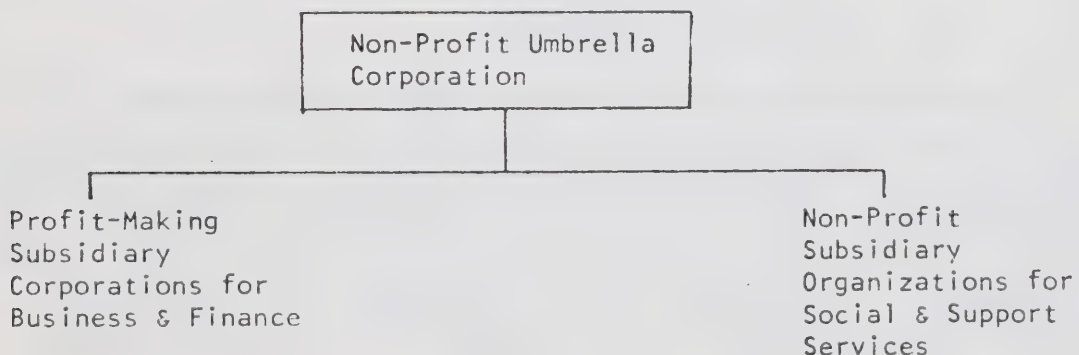 Non-Profit Umbrella
Corporation
Profit-Making
Subsidiary
Corporations for
Business & Finance
Non-Profit
Subsidiary
Organizations for
Social & Support
Services